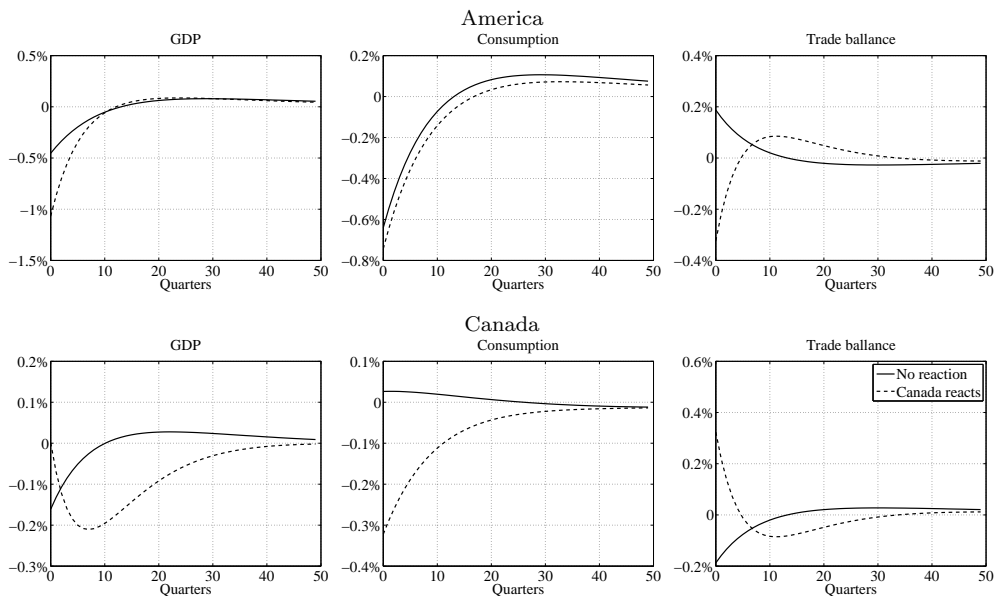 America
GDP
0.5%
0
−0.5%
−1%
−1.5%
0 10 20 30 40 50
Quarters
Consumption
0.2%
0
−0.2%
−0.4%
−0.6%
−0.8%
0 10 20 30 40 50
Quarters
Trade ballance
0.4%
0.2%
0
−0.2%
−0.4%
0 10 20 30 40 50
Quarters
Canada
GDP
0.2%
0.1%
0
−0.1%
−0.2%
−0.3%
0 10 20 30 40 50
Quarters
Consumption
0.1%
0
−0.1%
−0.2%
−0.3%
−0.4%
0 10 20 30 40 50
Quarters
Trade ballance
0.6%
0.4%
0.2%
0
−0.2%
0 10 20 30 40 50
Quarters
No reaction
Canada reacts